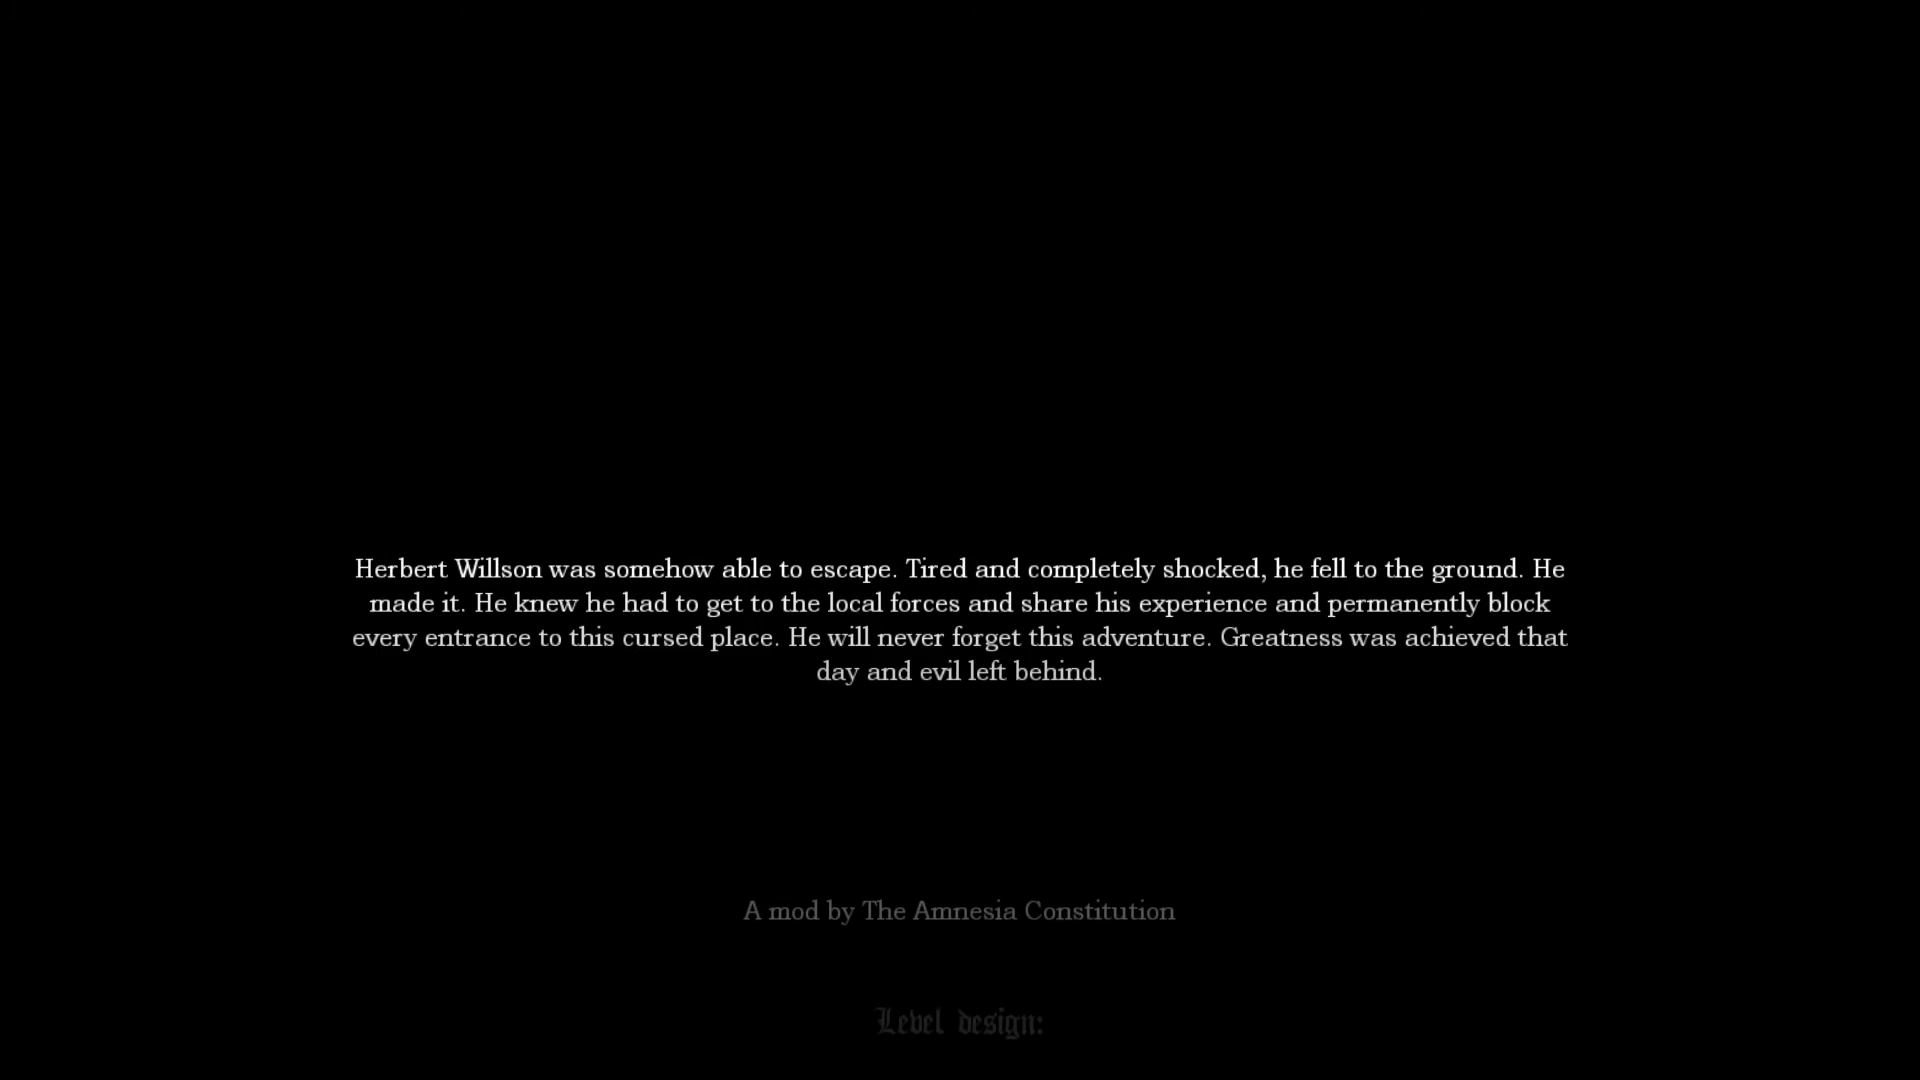 Herbert Willson was somehow able to escape. Tired and completely shocked, he fell to the ground. He
made it. He knew he had to get to the local forces and share his experience and permanently block
every entrance to this cursed place. He will never forget this adventure. Greatness was achieved that
day and evil left behind.
A mod by The Amnesia Constitution
Level design: